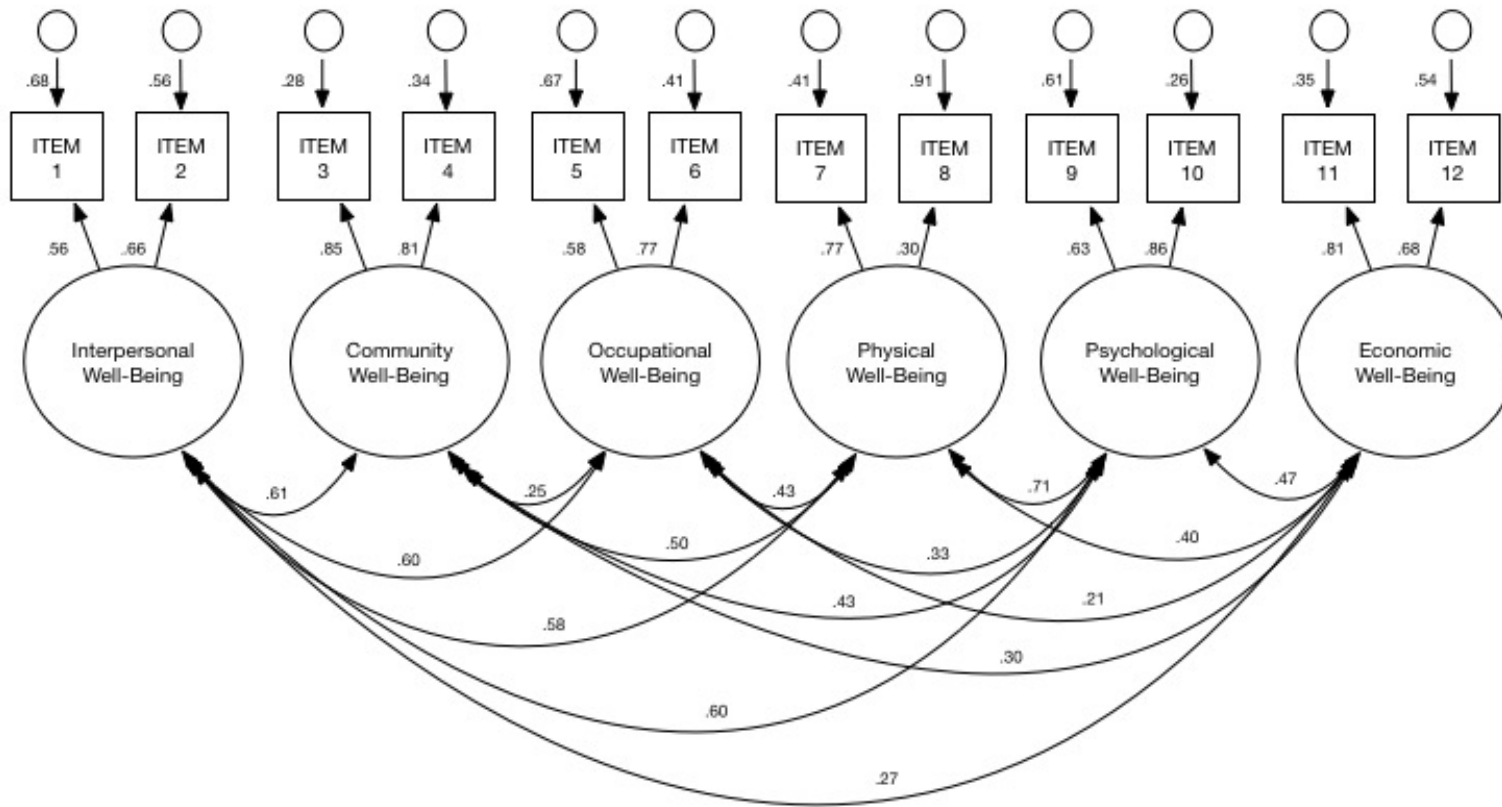 .68 .56 .28 .34 .67 .41 .41 .91 .61 .26 .35 .54
ITEM ITEM ITEM ITEM ITEM ITEM ITEM ITEM ITEM ITEM ITEM ITEM
1 2 3 4 5 6 7 8 9 10 11 12
.56 ..66 .85 .81 .58 .77 .77 .30 .63 .86 .81 .68
Interpersonal Community Occupational Physical Psychological Economic
Well-Being Well-Being Well-Being Well-Being Well-Being Well-Being
.61 .25 .43 .71 .47
.60 .50 .33 .40
.58 .43 .21
.30
.60
.27